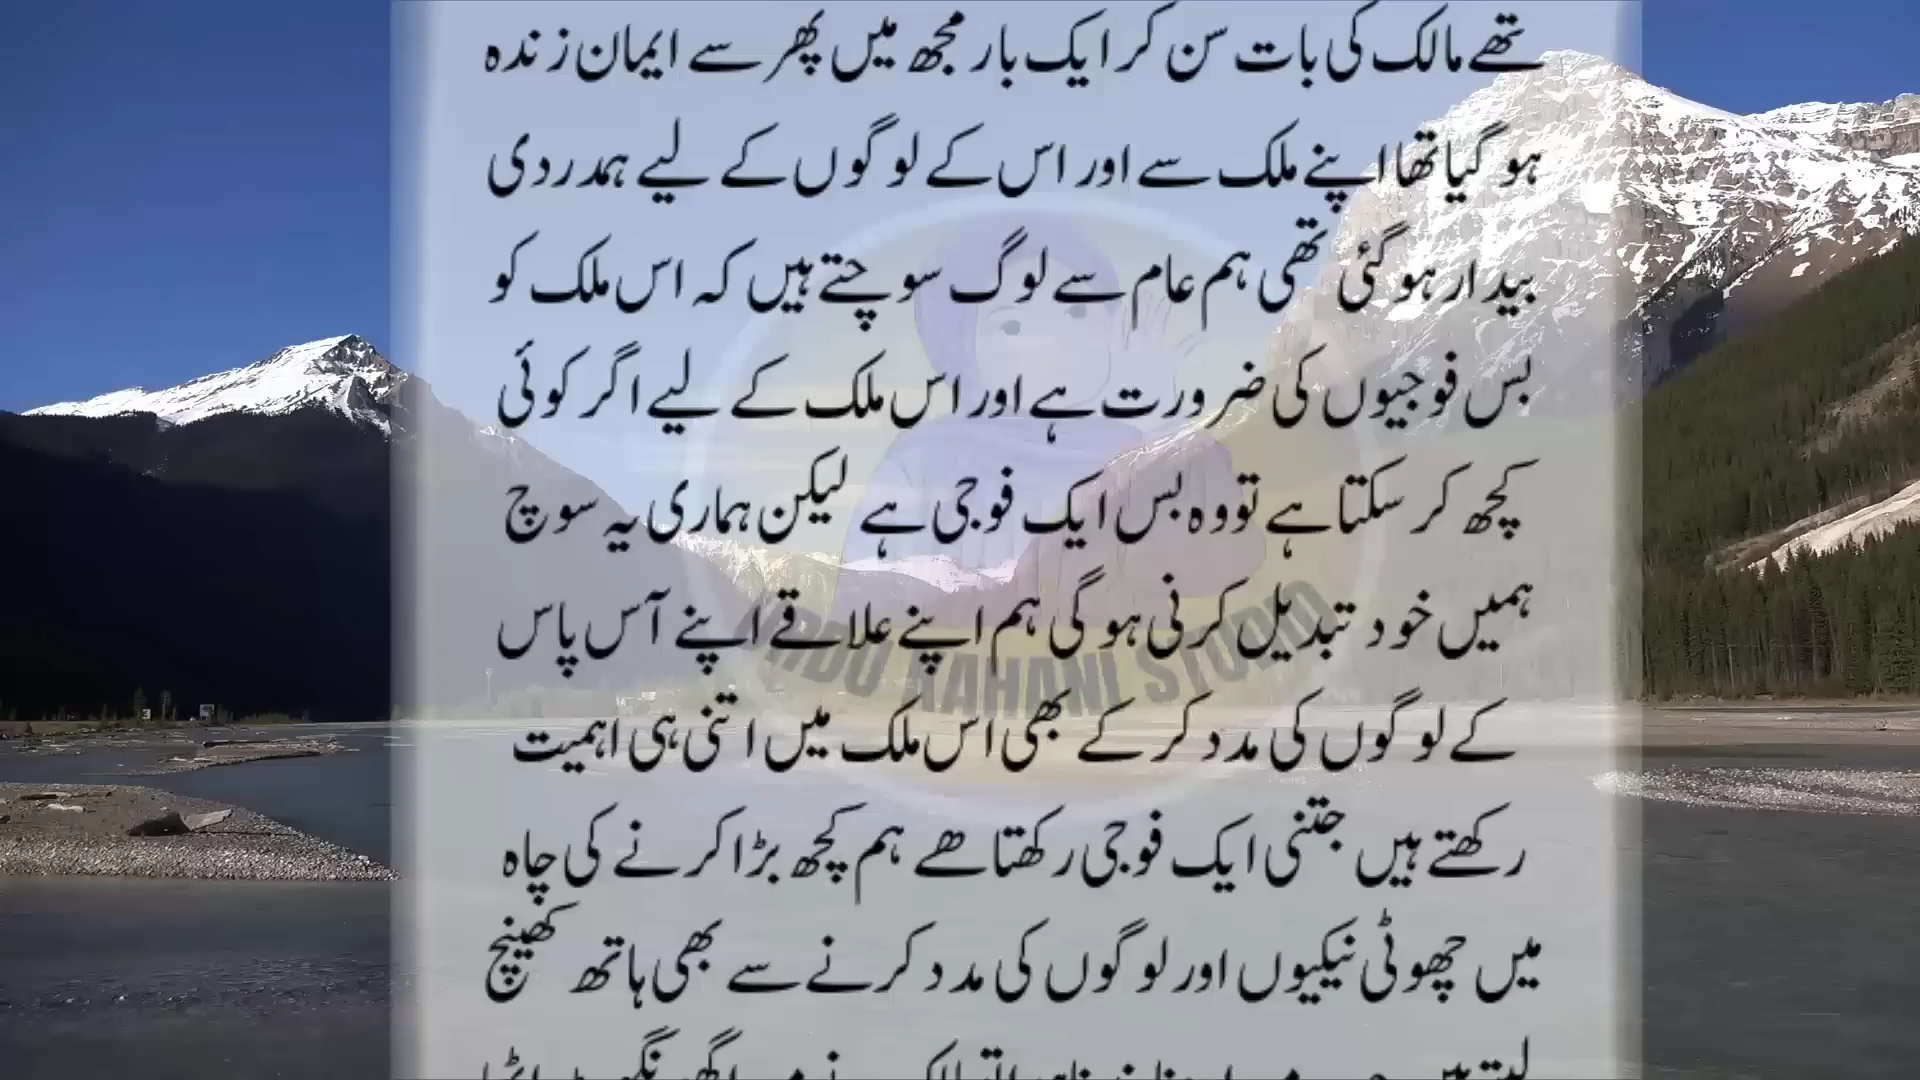 تھے مالک کی بات سن کر ایک بار مجھ میں پھر سے ایمان زندہ
ہو گیا تھا اپنے ملک سے اور اس کے لوگوں کے لیے ہمدردی
بیدار ہو گئی تھی ہم عام سے لوگ سوچتے ہیں کہ اس ملک کو
بس فوجیوں کی ضرورت ہے اور اس ملک کے لیے اگر کوئی
کچھ کر سکتا ہے تو وہ بس ایک فوجی ہے لیکن ہماری یہ سوچ
ہمیں خود تبدیل کرنی ہو گی ہم اپنے علاقے اپنے آس پاس
کے لوگوں کی مدد کر کے بھی اس ملک میں اتنی ہی اہمیت
رکھتے ہیں جتنی ایک فوجی رکھتا ھے ہم کچھ بڑا کرنے کی چاہ
میں چھوٹی نیکیوں اور لوگوں کی مدد کرنے سے بھی ہاتھ کھینچ
URDU KAHANI STUDIO